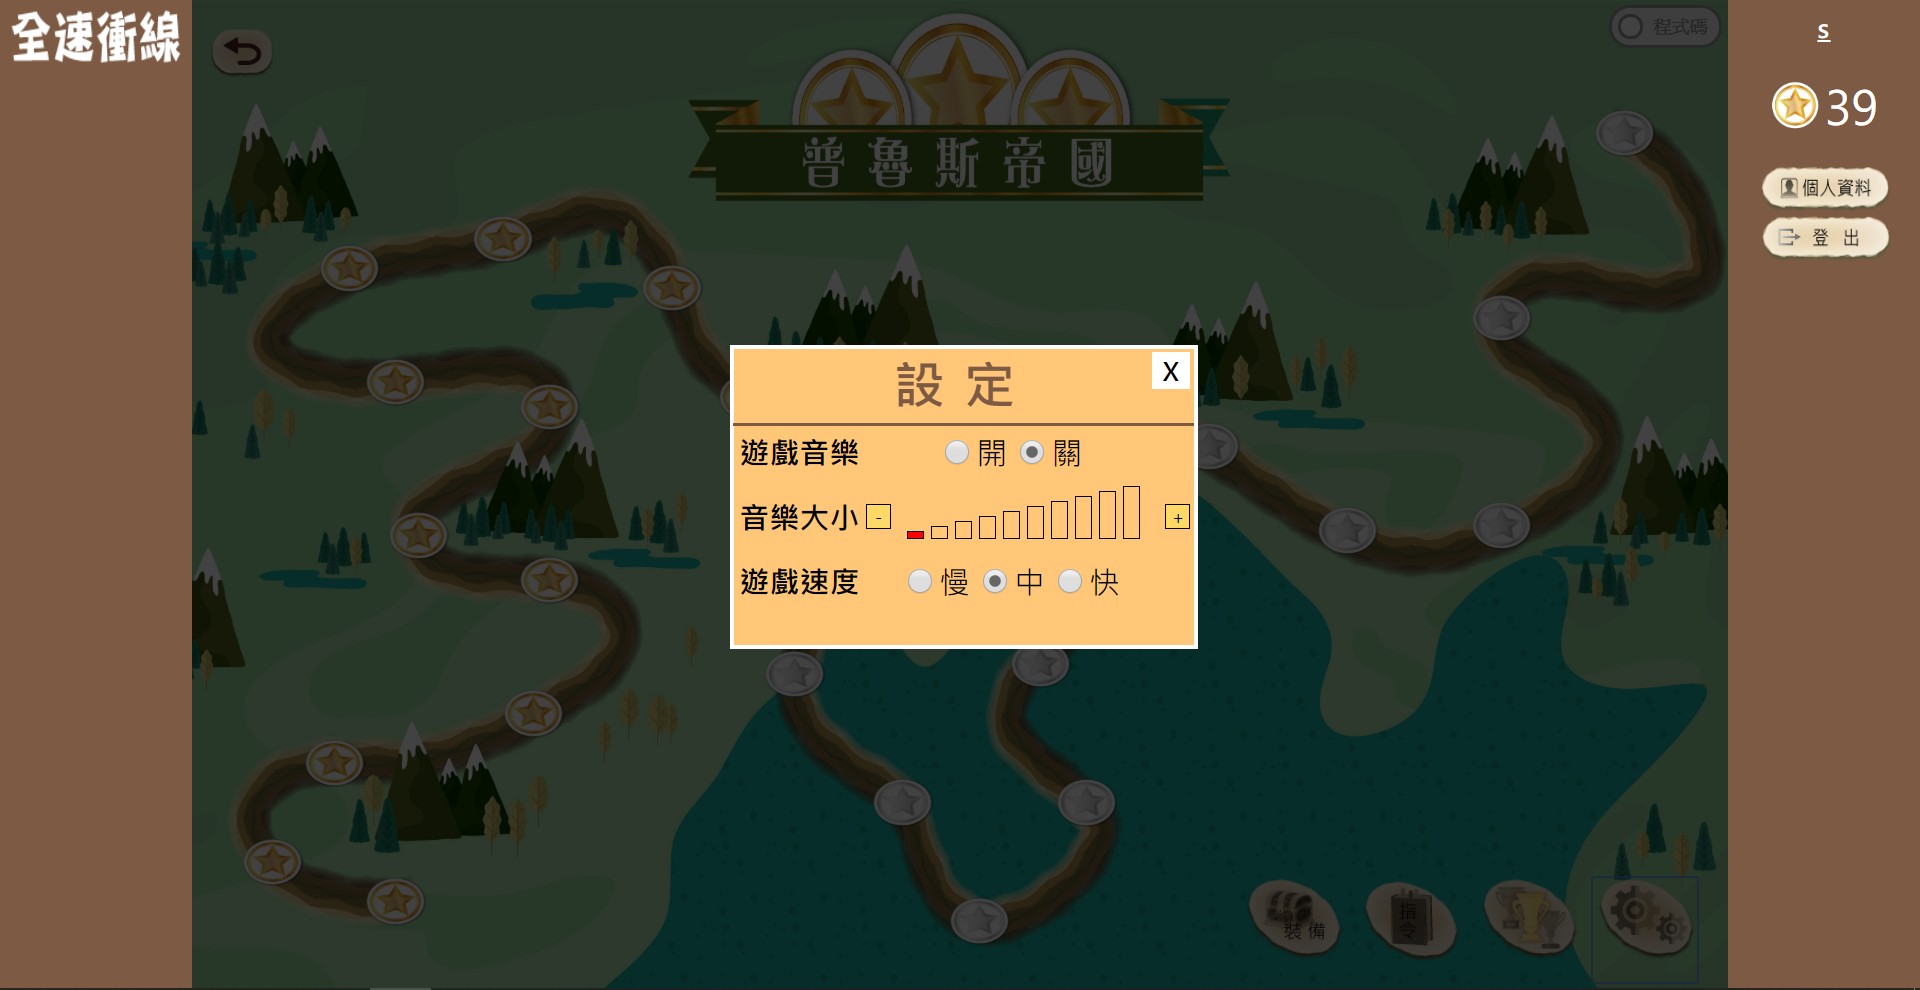 全速衝線
程式碼
s
39
普魯斯帝國
個人資料
登 出
設 定
X
遊戲音樂 開 關
音樂大小 - +
遊戲速度 慢 中 快
裝備
指令